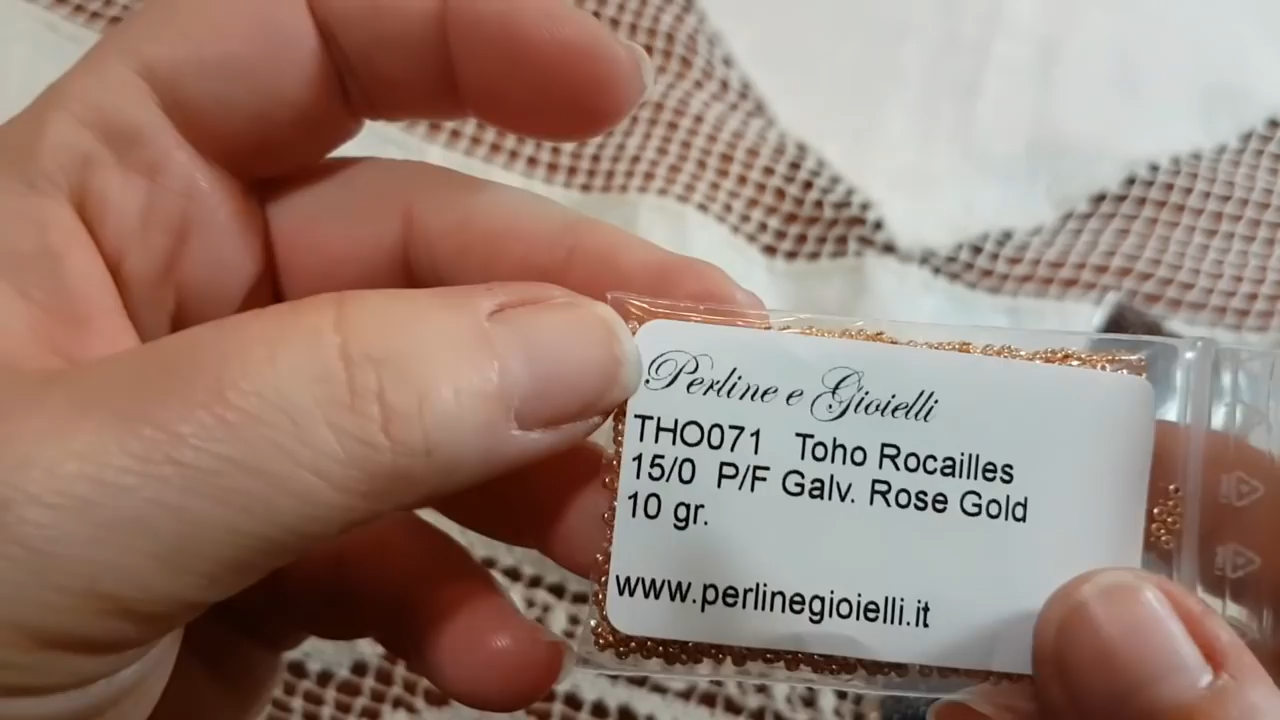 Perline e Gioielli
THO071 Toho Rocailles
15/0 P/F Galv. Rose Gold
10 gr.
www.perlinegioielli.it